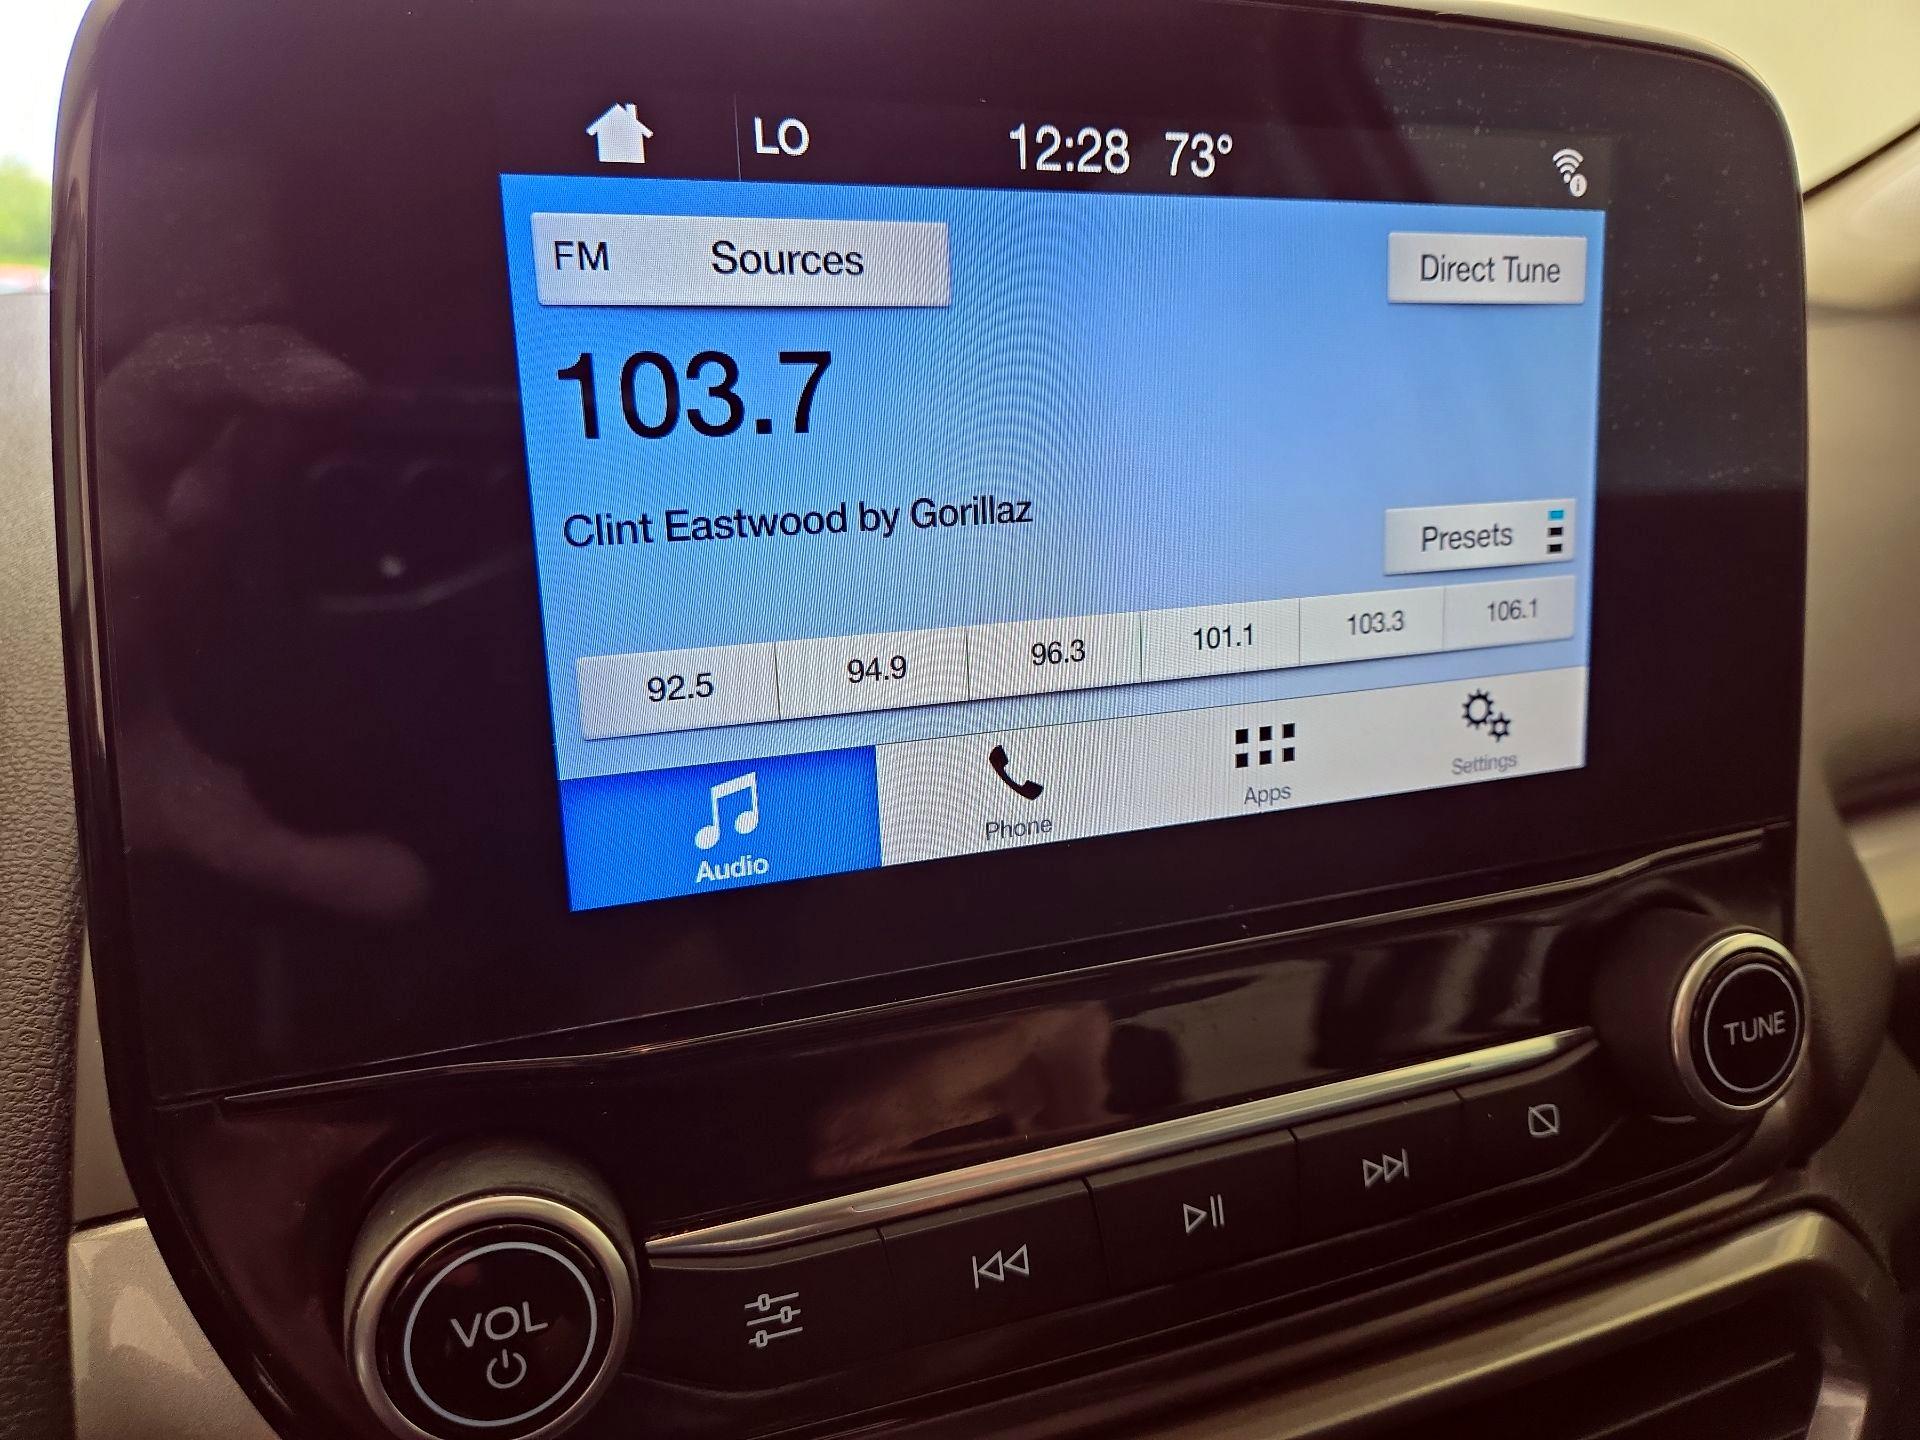 LO 12:28 73°
FM Sources Direct Tune
103.7
Clint Eastwood by Gorillaz
Presets
92.5 94.9 96.3 101.1 103.3 106.1
Audio Phone Apps Settings
TUNE
VOL